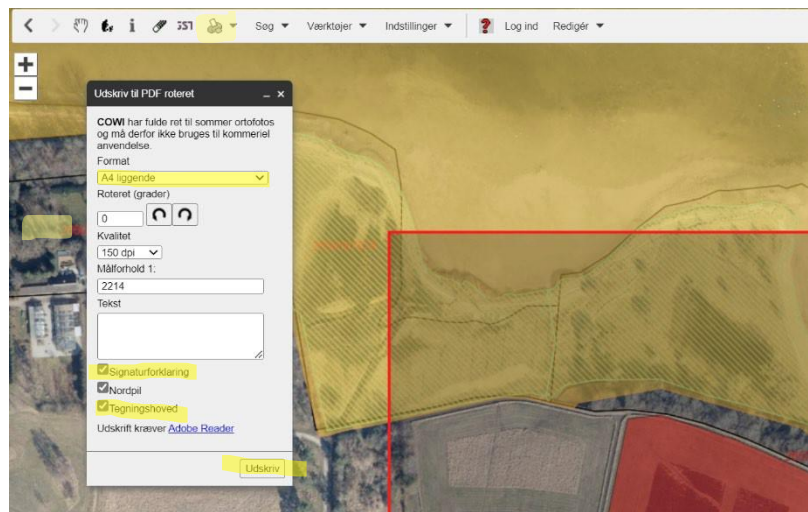 Søg
Værktøjer
Indstillinger
?
Log ind
Redigér
+
−
Udskriv til PDF roteret
COWI har fulde ret til sommer ortofotos
og må derfor ikke bruges til kommeriel
anvendelse.
Format
A4 liggende
Roteret (grader)
0
Kvalitet
150 dpi
Målforhold 1:
2214
Tekst
Signaturforklaring
Nordpil
Tegningshoved
Udskrift kræver Adobe Reader
Udskriv